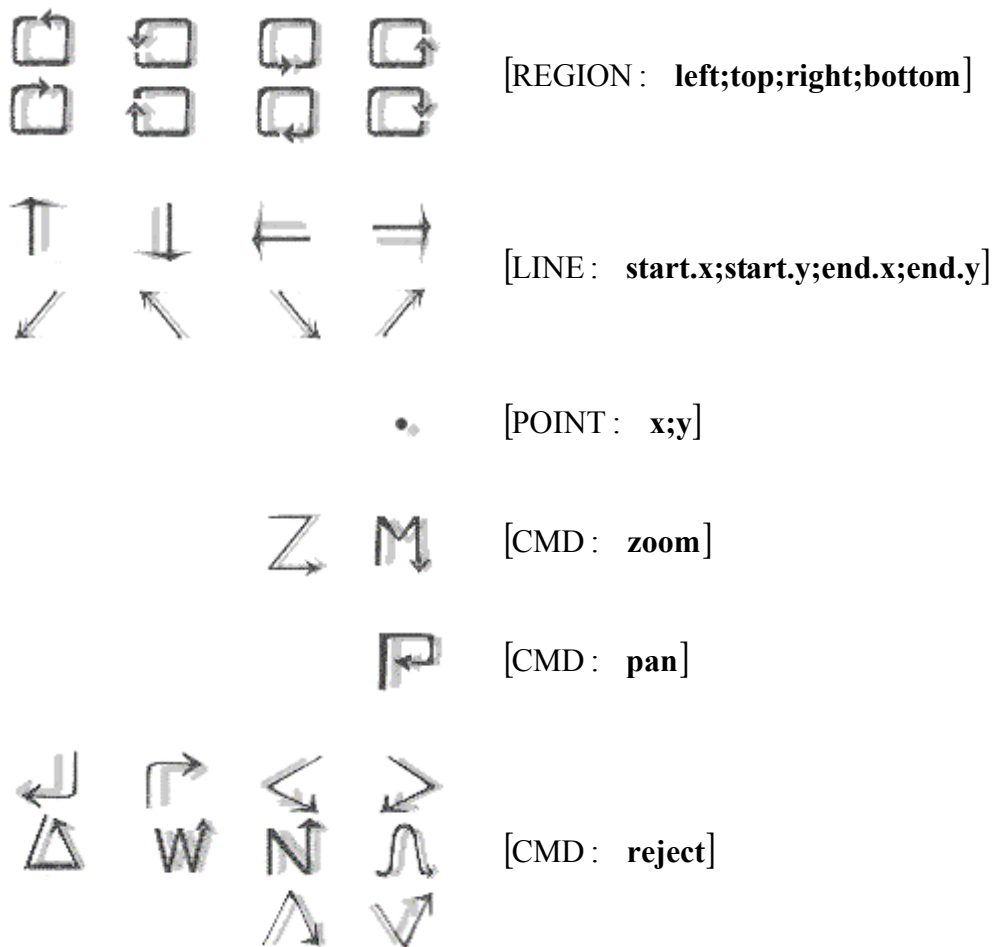 [REGION : left;top;right;bottom]
[LINE : start.x;start.y;end.x;end.y]
[POINT : x;y]
[CMD : zoom]
[CMD : pan]
[CMD : reject]